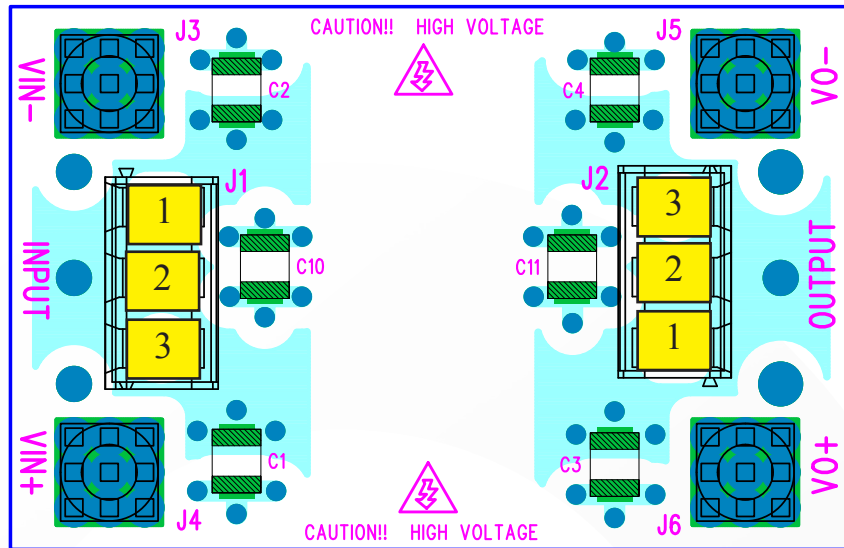 CAUTION!! HIGH VOLTAGE
J3
J5
VIN-
C2
C4
VO-
J1
J2
1
3
INPUT
2
C10
C11
2
OUTPUT
3
1
VIN+
C1
C3
VO+
J4
J6
CAUTION!! HIGH VOLTAGE